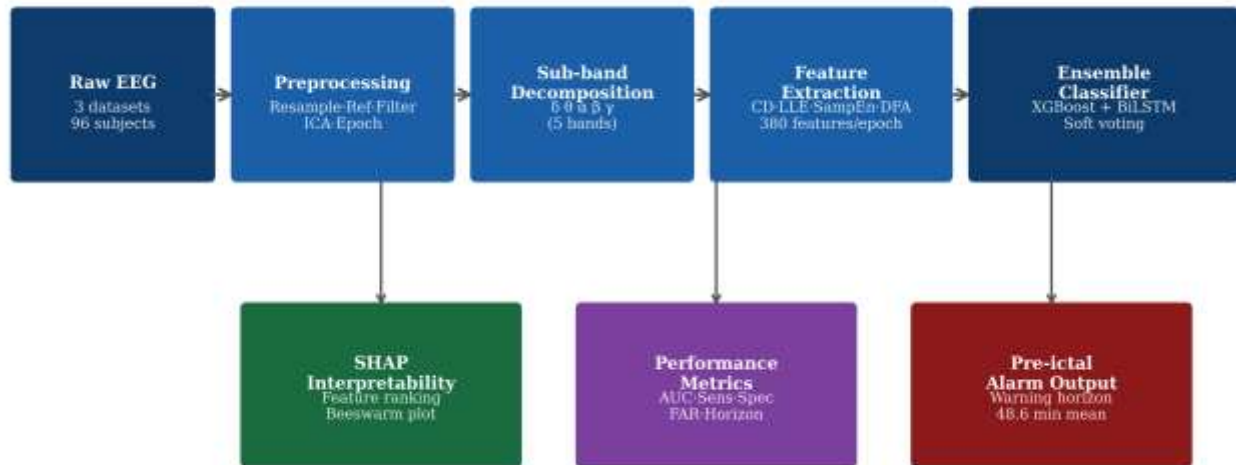 Raw EEG
3 datasets
96 subjects
Preprocessing
Resample·Ref·Filter
ICA·Epoch
Sub-band
Decomposition
δ θ α β γ
(5 bands)
Feature
Extraction
CD·LLE·SampEn·DFA
380 features/epoch
Ensemble
Classifier
XGBoost + BiLSTM
Soft voting
SHAP
Interpretability
Feature ranking
Beeswarm plot
Performance
Metrics
AUC·Sens·Spec
FAR·Horizon
Pre-ictal
Alarm Output
Warning horizon
48.6 min mean